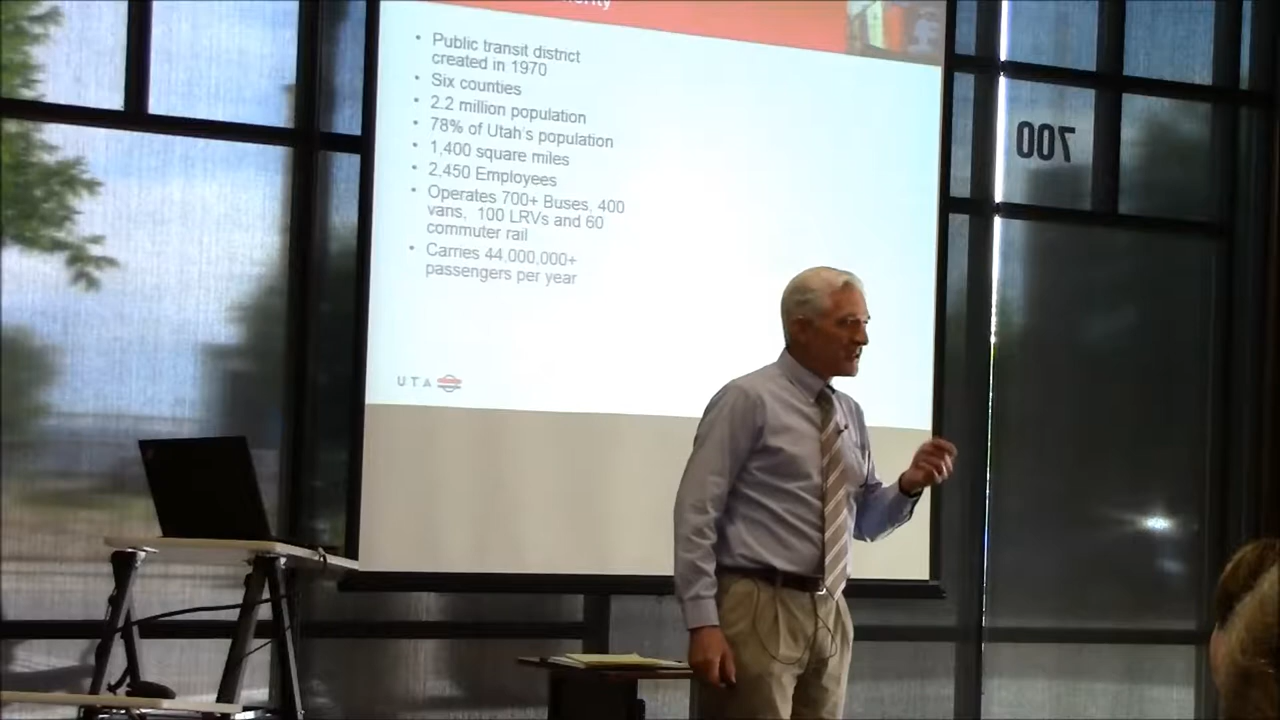 • Public transit district
created in 1970
• Six counties
• 2.2 million population
• 78% of Utah's population
• 1,400 square miles
• 2,450 Employees
• Operates 700+ Buses, 400
vans, 100 LRVs and 60
commuter rail
• Carries 44,000,000+
passengers per year
UTA
700